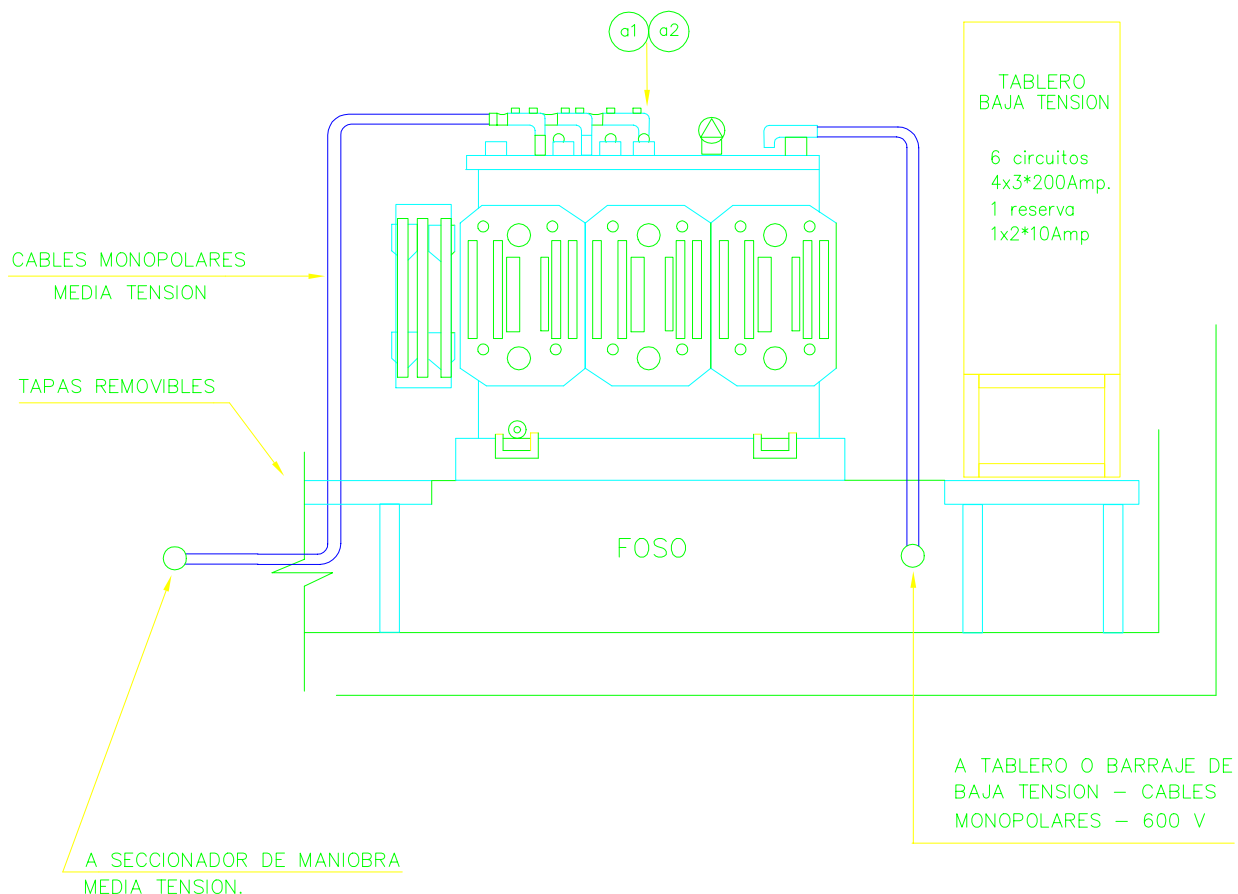 a1 a2
TABLERO
BAJA TENSION
6 circuitos
4x3*200Amp.
1 reserva
1x2*10Amp
CABLES MONOPOLARES
MEDIA TENSION
TAPAS REMOVIBLES
FOSO
A TABLERO O BARRAJE DE
BAJA TENSION - CABLES
MONOPOLARES - 600 V
A SECCIONADOR DE MANIOBRA
MEDIA TENSION.